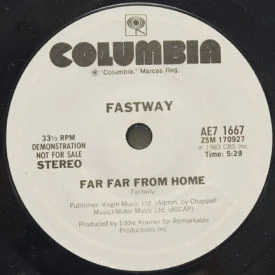 COLUMBIA
® "Columbia," Marcas Reg.
FASTWAY
33⅓ RPM
DEMONSTRATION
NOT FOR SALE
STEREO
AE7 1667
ZSM 170927
℗ 1983 CBS Inc.
Time: 5:29
FAR FAR FROM HOME
Fastway
Publisher: Virgin Music Ltd. (Admin. by Chappell
Music)/Motor Music Ltd. (ASCAP)
Produced by Eddie Kramer for Remarkable
Productions, Inc.